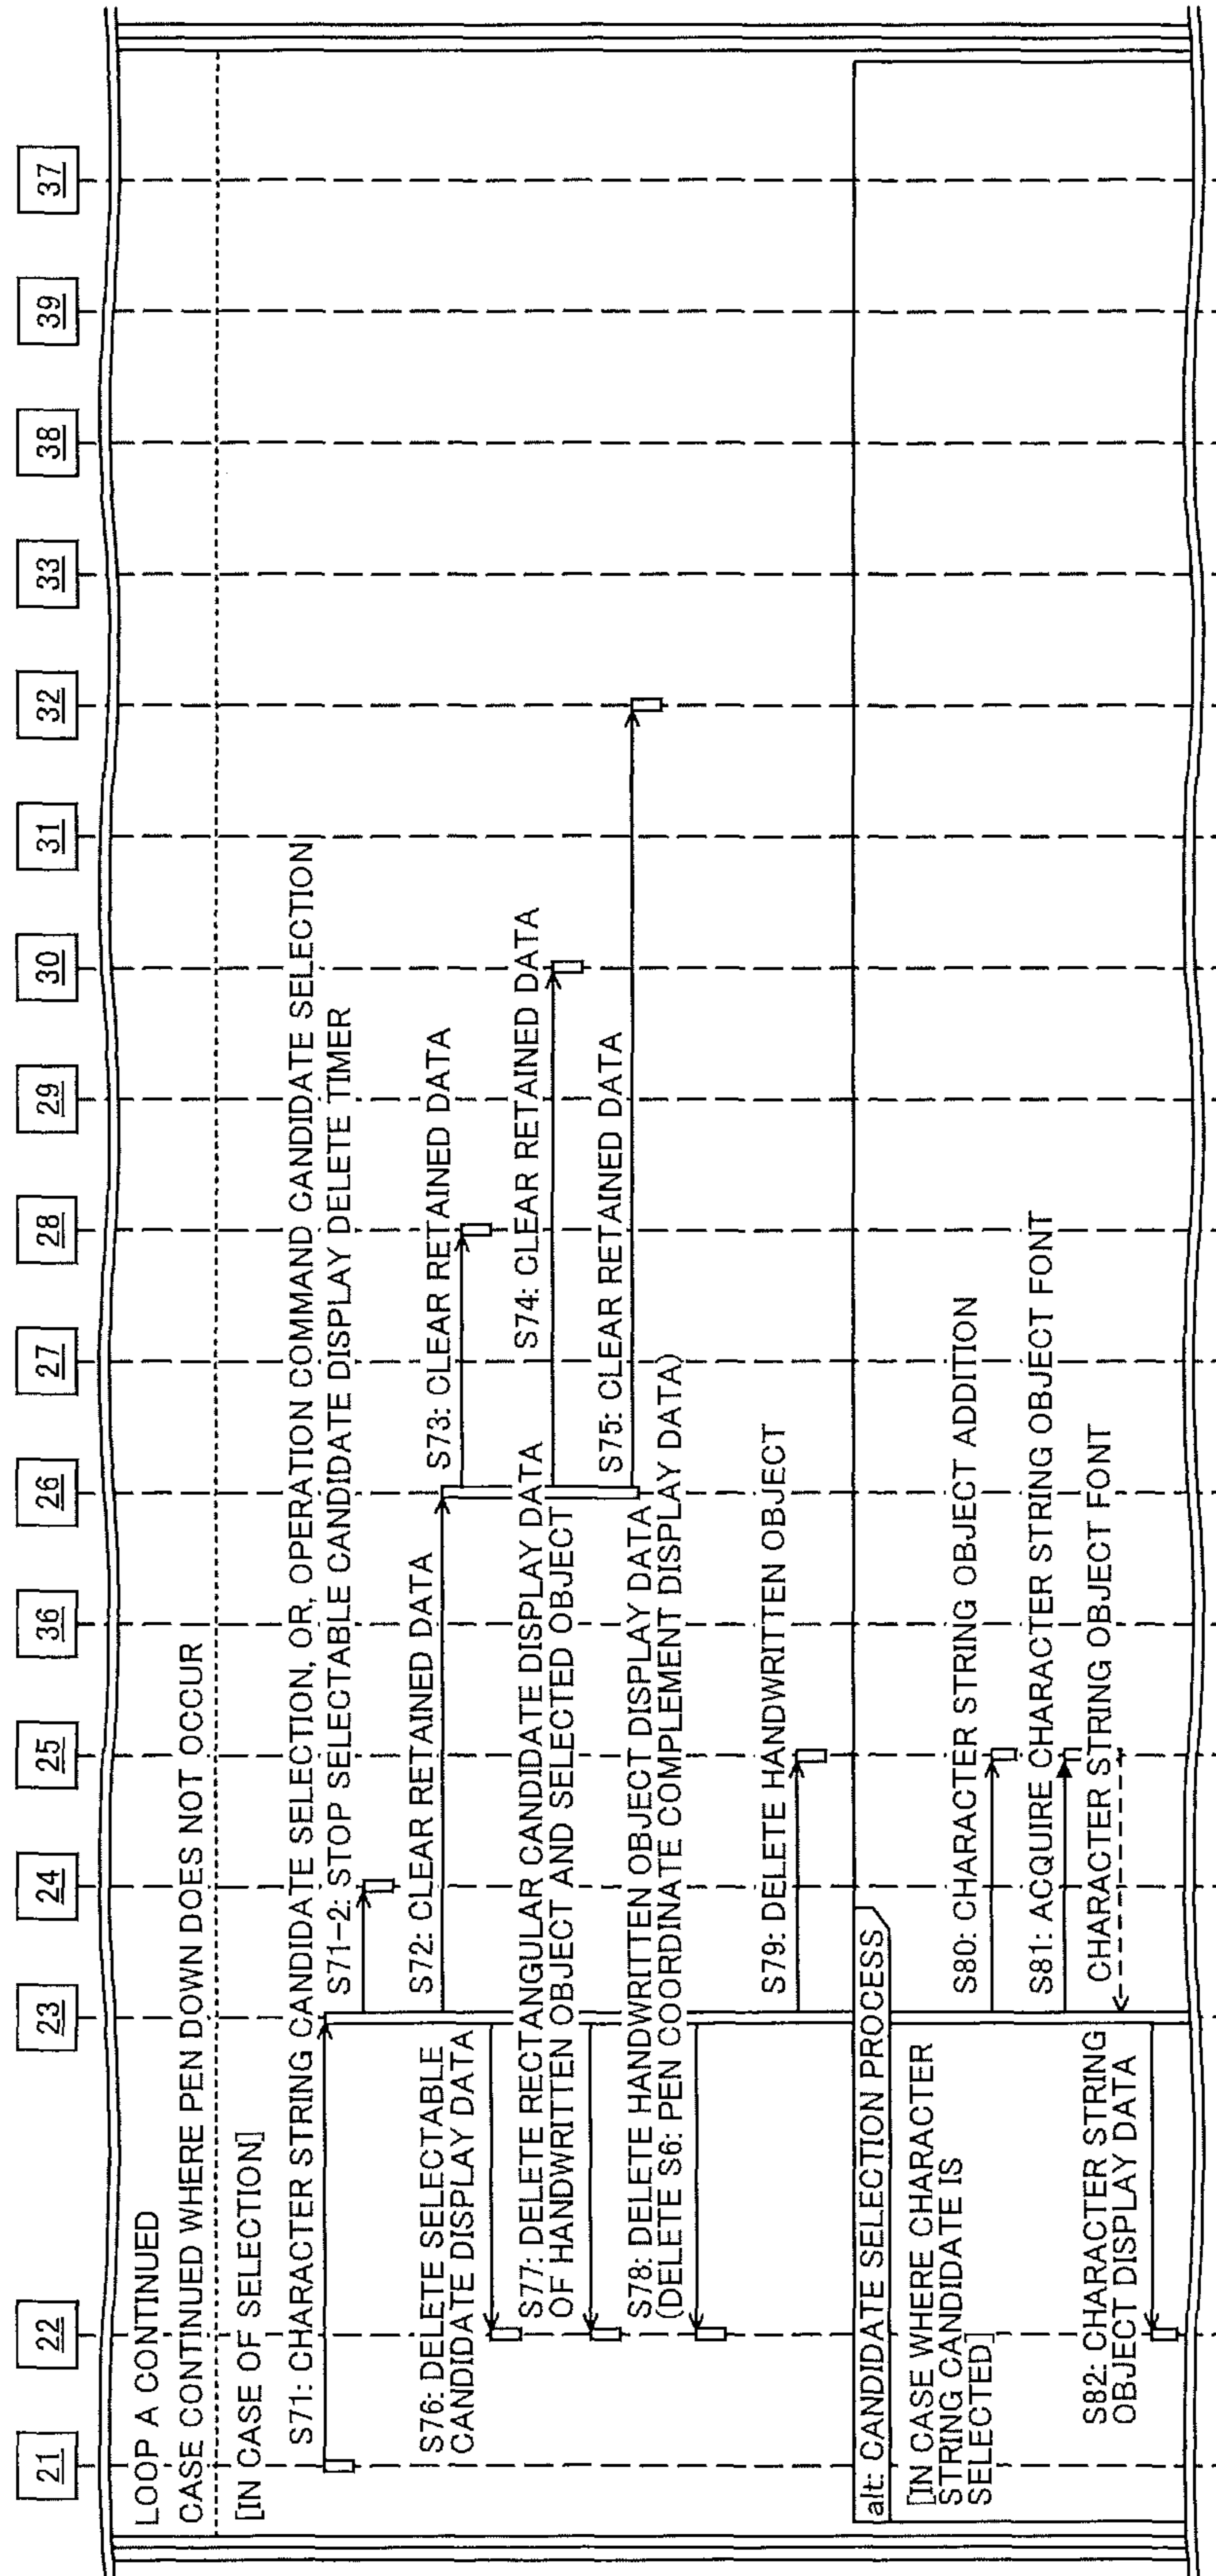 21
22
23
24
25
36
26
27
28
29
30
31
32
33
38
39
37
LOOP A CONTINUED
CASE CONTINUED WHERE PEN DOWN DOES NOT OCCUR
[IN CASE OF SELECTION]
S71: CHARACTER STRING CANDIDATE SELECTION, OR, OPERATION COMMAND CANDIDATE SELECTION
S71-2: STOP SELECTABLE CANDIDATE DISPLAY DELETE TIMER
S72: CLEAR RETAINED DATA
S73: CLEAR RETAINED DATA
S76: DELETE SELECTABLE
CANDIDATE DISPLAY DATA
S74: CLEAR RETAINED DATA
S77: DELETE RECTANGULAR CANDIDATE DISPLAY DATA
OF HANDWRITTEN OBJECT AND SELECTED OBJECT
S75: CLEAR RETAINED DATA
S78: DELETE HANDWRITTEN OBJECT DISPLAY DATA
(DELETE S6: PEN COORDINATE COMPLEMENT DISPLAY DATA)
S79: DELETE HANDWRITTEN OBJECT
alt: CANDIDATE SELECTION PROCESS
[IN CASE WHERE CHARACTER
STRING CANDIDATE IS
SELECTED]
S80: CHARACTER STRING OBJECT ADDITION
S81: ACQUIRE CHARACTER STRING OBJECT FONT
CHARACTER STRING OBJECT FONT
S82: CHARACTER STRING
OBJECT DISPLAY DATA